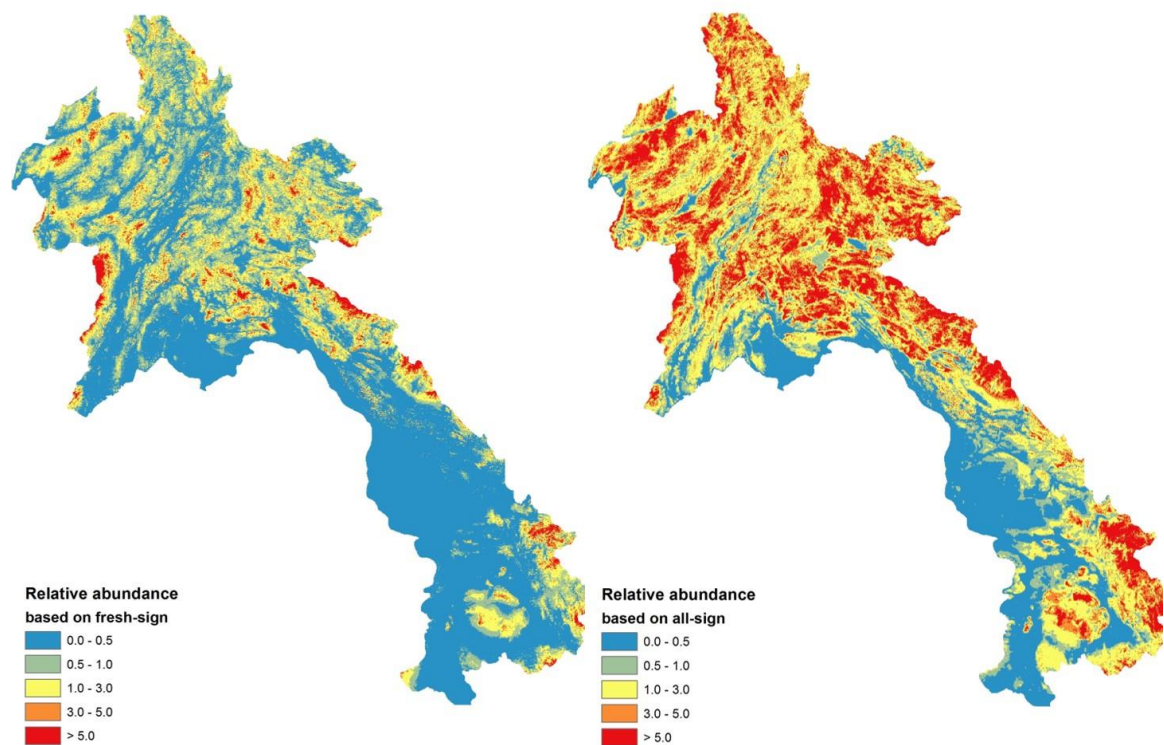 Relative abundance
based on fresh-sign
0.0 - 0.5
0.5 - 1.0
1.0 - 3.0
3.0 - 5.0
> 5.0
Relative abundance
based on all-sign
0.0 - 0.5
0.5 - 1.0
1.0 - 3.0
3.0 - 5.0
> 5.0